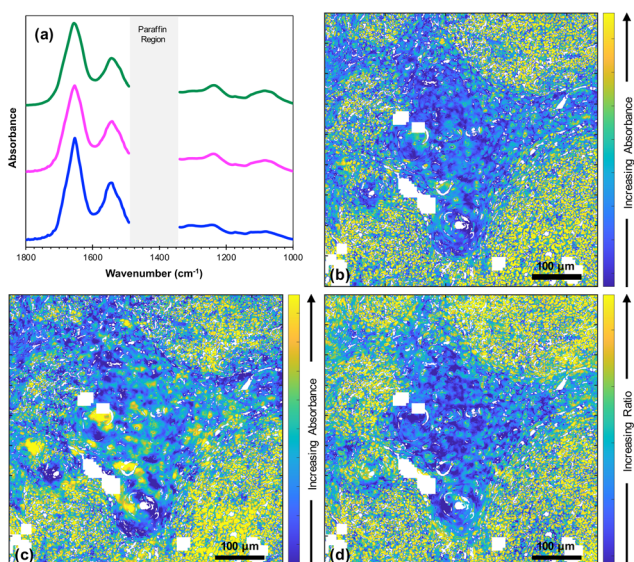 (a)
Paraffin
Region
Absorbance
1800
1600
1400
1200
1000
Wavenumber (cm-1)
(b)
100 µm
Increasing Absorbance
(c)
100 µm
Increasing Absorbance
(d)
100 µm
Increasing Ratio